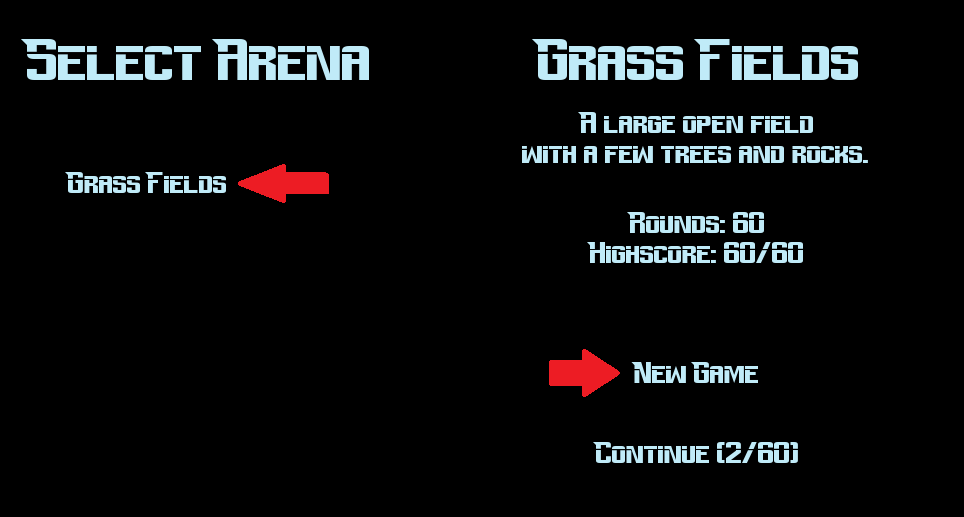 Select Arena
Grass Fields
Grass Fields
A large open field
with a few trees and rocks.
Rounds: 60
Highscore: 60/60
New Game
Continue (2/60)